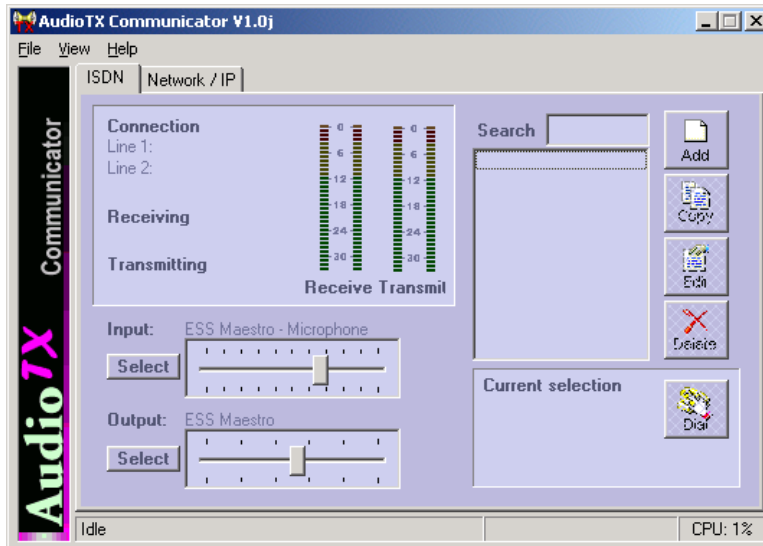 AudioTX Communicator V1.0j
File View Help
ISDN Network / IP
Connection
Line 1:
Line 2:
Receiving
Transmitting
0 0
6 6
12 12
18 18
24 24
30 30
Receive Transmit
Search
Add
Copy
Edit
Delete
Input: ESS Maestro - Microphone
Select
Output: ESS Maestro
Select
Current selection
Dial
AudioTX Communicator
Idle
CPU: 1%